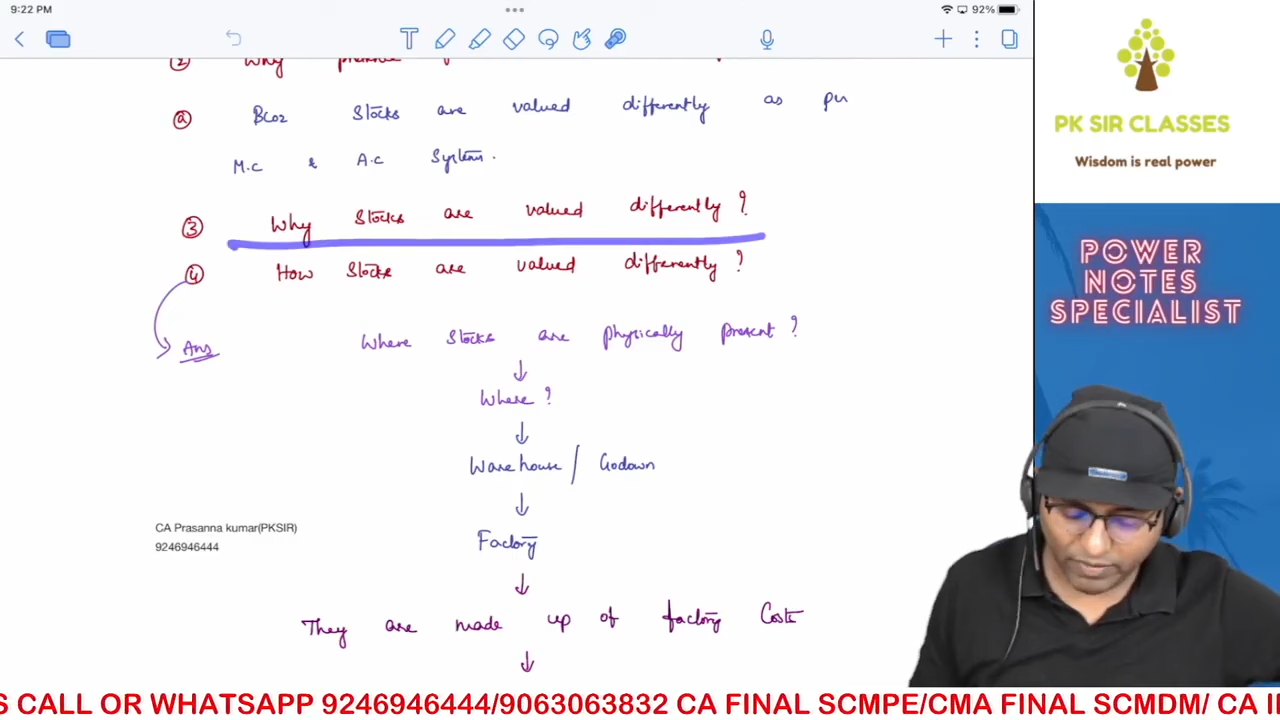 9:22 PM
92%
② Why
ⓐ Bcoz Stocks are valued differently as per
M.C & A.C System.
③ Why Stocks are valued differently?
④ How Stocks are valued differently?
Ans Where Stocks are physically present?
↓
Where?
↓
Warehouse / Godown
↓
Factory
↓
They are made up of factory Costs
↓
CA Prasanna kumar(PKSIR)
9246946444
PK SIR CLASSES
Wisdom is real power
POWER
NOTES
SPECIALIST
S CALL OR WHATSAPP 9246946444/9063063832 CA FINAL SCMPE/CMA FINAL SCMDM/ CA I